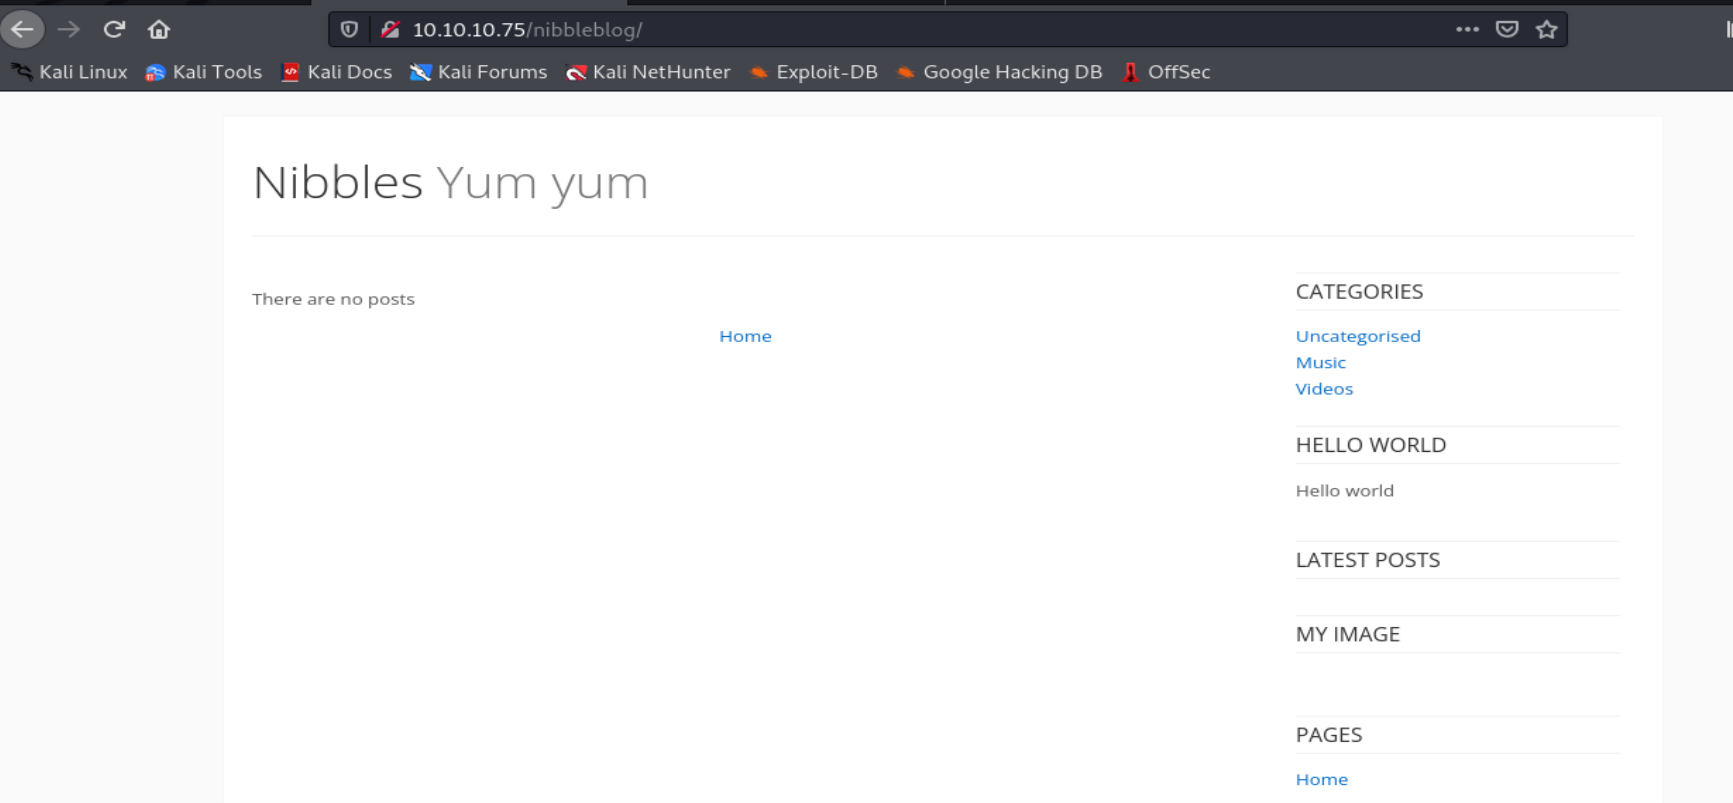 10.10.10.75/nibbleblog/
Kali Linux Kali Tools Kali Docs Kali Forums Kali NetHunter Exploit-DB Google Hacking DB OffSec
Nibbles Yum yum
There are no posts
Home
CATEGORIES
Uncategorised
Music
Videos
HELLO WORLD
Hello world
LATEST POSTS
MY IMAGE
PAGES
Home